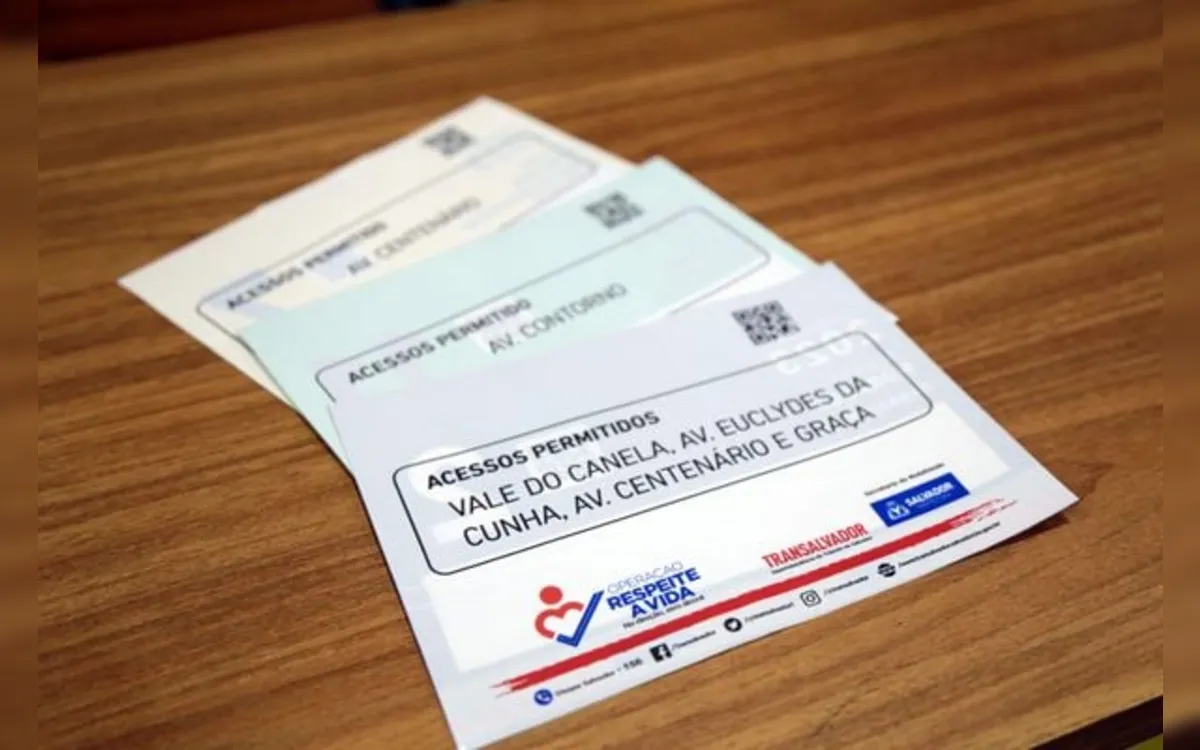 ACESSOS PERMITIDO
AV. CENTENÁRIO
ACESSOS PERMITIDO
AV. CONTORNO
ACESSOS PERMITIDOS
VALE DO CANELA, AV. EUCLYDES DA
CUNHA, AV. CENTENÁRIO E GRAÇA
OPERAÇÃO
RESPEITE
A VIDA
TRANSALVADOR
SALVADOR